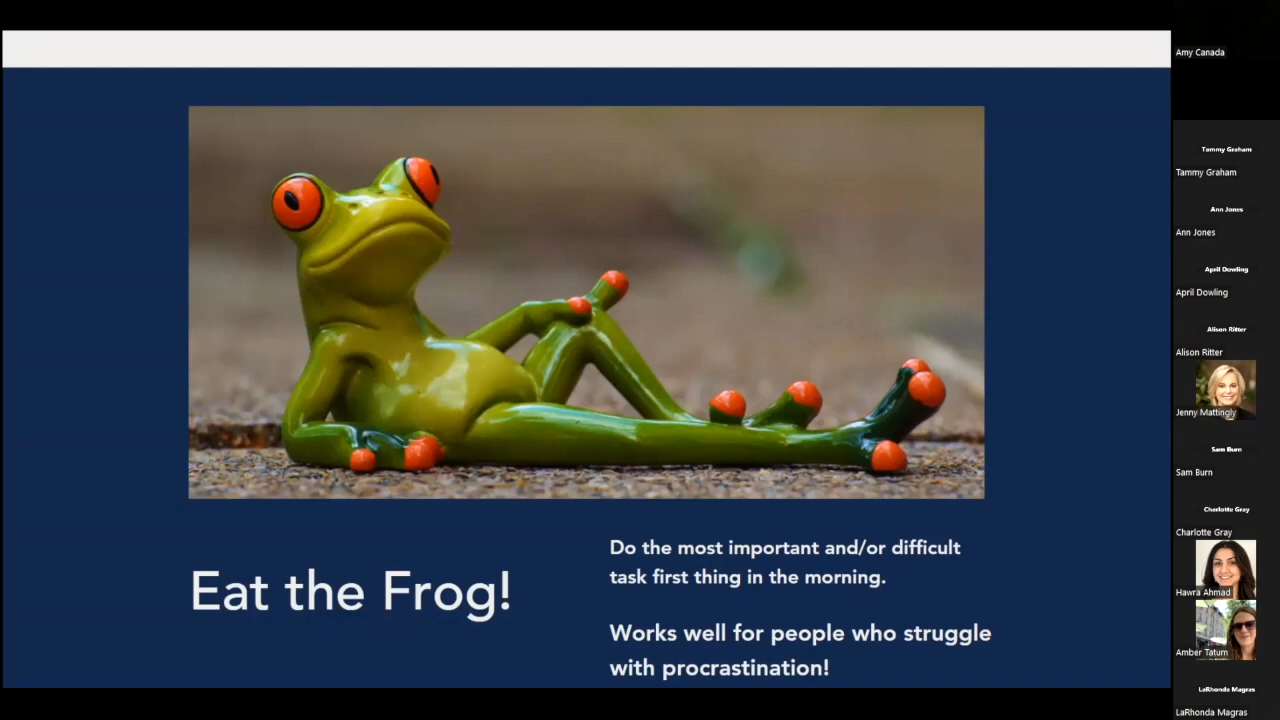 Eat the Frog!
Do the most important and/or difficult
task first thing in the morning.
Works well for people who struggle
with procrastination!
Amy Canada
Tammy Graham
Tammy Graham
Ann Jones
Ann Jones
April Dowling
April Dowling
Alison Ritter
Alison Ritter
Jenny Mattingly
Sam Burn
Sam Burn
Charlotte Gray
Charlotte Gray
Hawra Ahmad
Amber Tatum
LaRhonda Magras
LaRhonda Magras